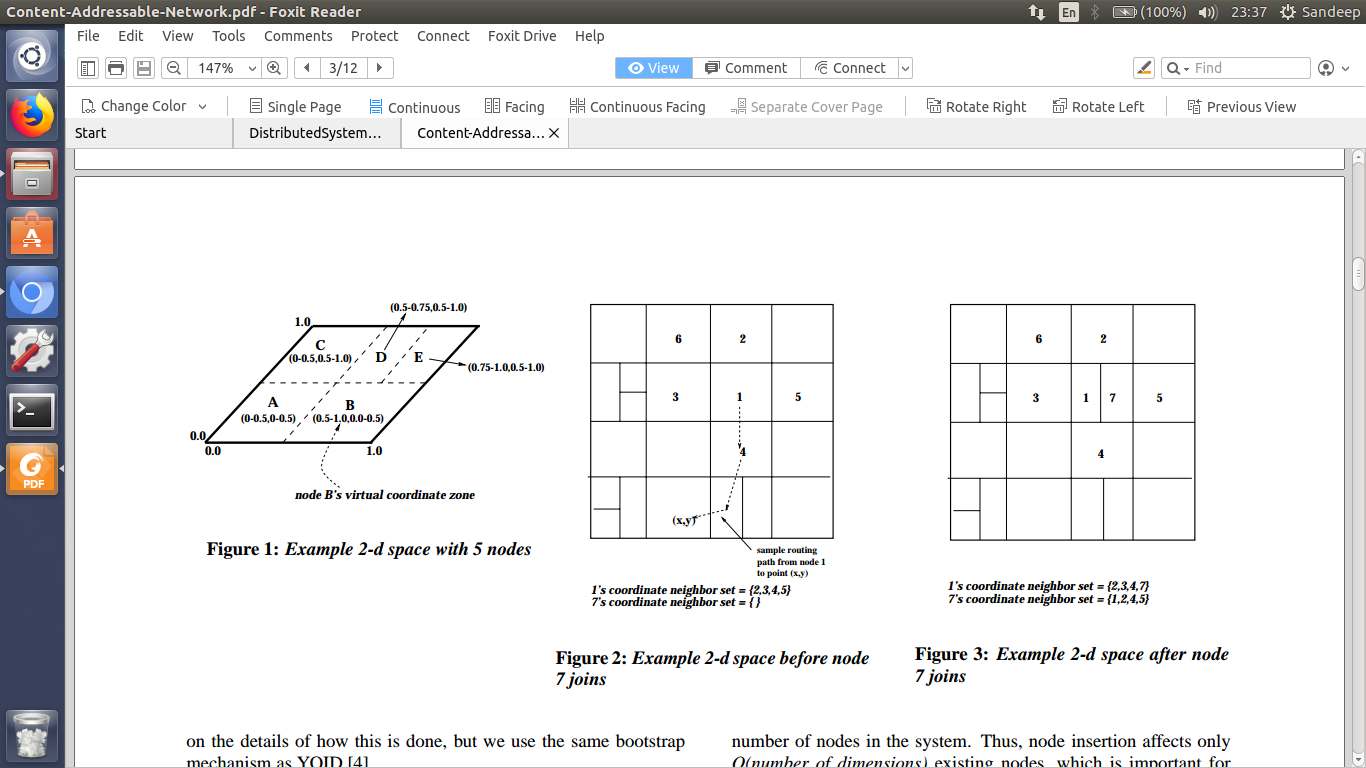 Content-Addressable-Network.pdf - Foxit Reader
En
(100%)
23:37
Sandeep
File Edit View Tools Comments Protect Connect Foxit Drive Help
147%
3/12
View
Comment
Connect
Find
Change Color
Single Page
Continuous
Facing
Continuous Facing
Separate Cover Page
Rotate Right
Rotate Left
Previous View
Start
DistributedSystem...
Content-Addressa...
PDF
(0.5-0.75,0.5-1.0)
1.0
C
(0-0.5,0.5-1.0)
D
E
(0.75-1.0,0.5-1.0)
A
(0-0.5,0-0.5)
B
(0.5-1.0,0.0-0.5)
0.0
0.0
1.0
node B's virtual coordinate zone
Figure 1: Example 2-d space with 5 nodes
6 2
3 1 5
4
(x,y)
sample routing
path from node 1
to point (x,y)
1's coordinate neighbor set = {2,3,4,5}
7's coordinate neighbor set = { }
Figure 2: Example 2-d space before node
7 joins
6 2
3 1 7 5
4
1's coordinate neighbor set = {2,3,4,7}
7's coordinate neighbor set = {1,2,4,5}
Figure 3: Example 2-d space after node
7 joins
on the details of how this is done, but we use the same bootstrap
mechanism as YOID [4]
number of nodes in the system. Thus, node insertion affects only
O(number of dimensions) existing nodes, which is important for